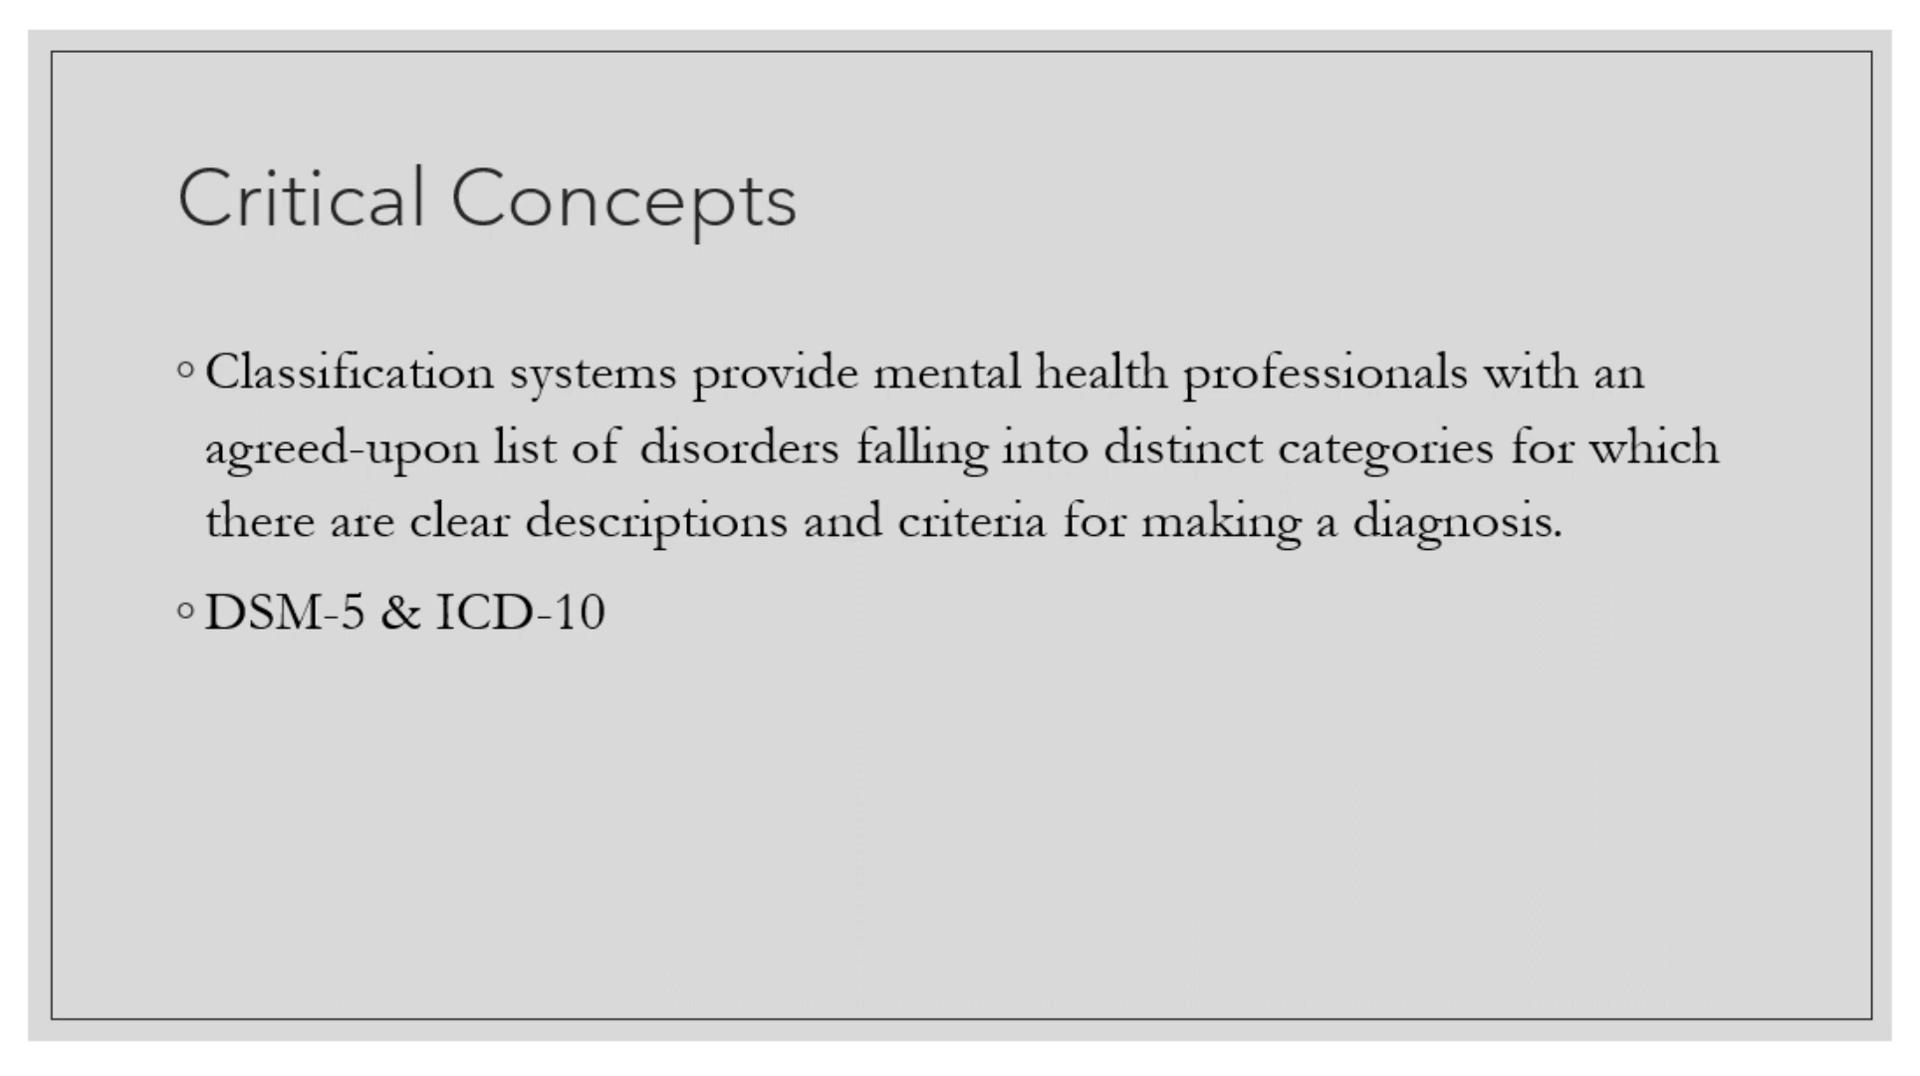 Critical Concepts
◦ Classification systems provide mental health professionals with an
agreed-upon list of disorders falling into distinct categories for which
there are clear descriptions and criteria for making a diagnosis.
◦ DSM-5 & ICD-10